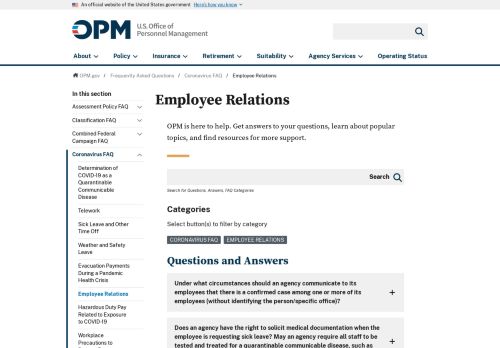 An official website of the United States government Here's how you know
OPM U.S. Office of
Personnel Management
About Policy Insurance Retirement Suitability Agency Services Operating Status
OPM.gov / Frequently Asked Questions / Coronavirus FAQ / Employee Relations
In this section
Assessment Policy FAQ
Classification FAQ
Combined Federal
Campaign FAQ
Coronavirus FAQ
Determination of
COVID-19 as a
Quarantinable
Communicable
Disease
Telework
Sick Leave and Other
Time Off
Weather and Safety
Leave
Evacuation Payments
During a Pandemic
Health Crisis
Employee Relations
Hazardous Duty Pay
Related to Exposure
to COVID-19
Workplace
Precautions to
Employee Relations
OPM is here to help. Get answers to your questions, learn about popular
topics, and find resources for more support.
Search
Search for Questions, Answers, FAQ Categories
Categories
Select button(s) to filter by category
CORONAVIRUS FAQ EMPLOYEE RELATIONS
Questions and Answers
Under what circumstances should an agency communicate to its
employees that there is a confirmed case among one or more of its
employees (without identifying the person/specific office)?
Does an agency have the right to solicit medical documentation when the
employee is requesting sick leave? May an agency require all staff to be
tested and treated for a quarantinable communicable disease, such as